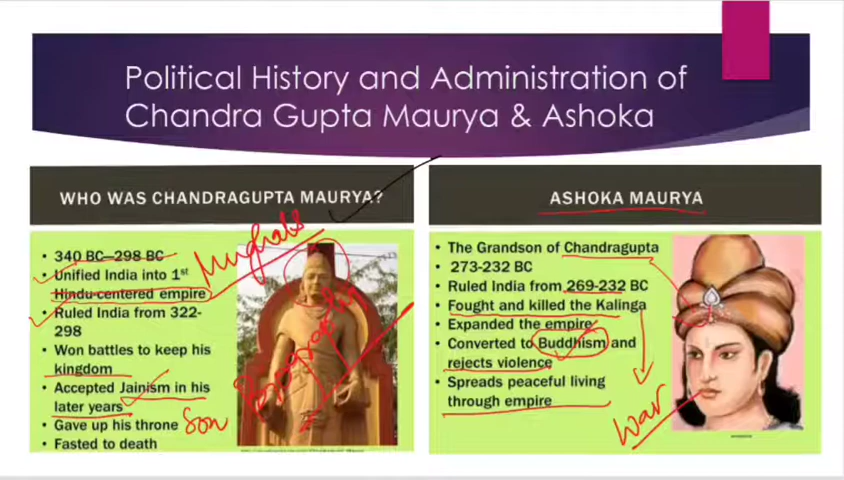 Political History and Administration of
Chandra Gupta Maurya & Ashoka
WHO WAS CHANDRAGUPTA MAURYA?
340 BC–298 BC
Unified India into 1st
Hindu-centered empire
Ruled India from 322-
298
Won battles to keep his
kingdom
Accepted Jainism in his
later years
Gave up his throne
Fasted to death
Mughals
Geography
Son
ASHOKA MAURYA
The Grandson of Chandragupta
273-232 BC
Ruled India from 269-232 BC
Fought and killed the Kalinga
Expanded the empire
Converted to Buddhism and
rejects violence
Spreads peaceful living
through empire
War